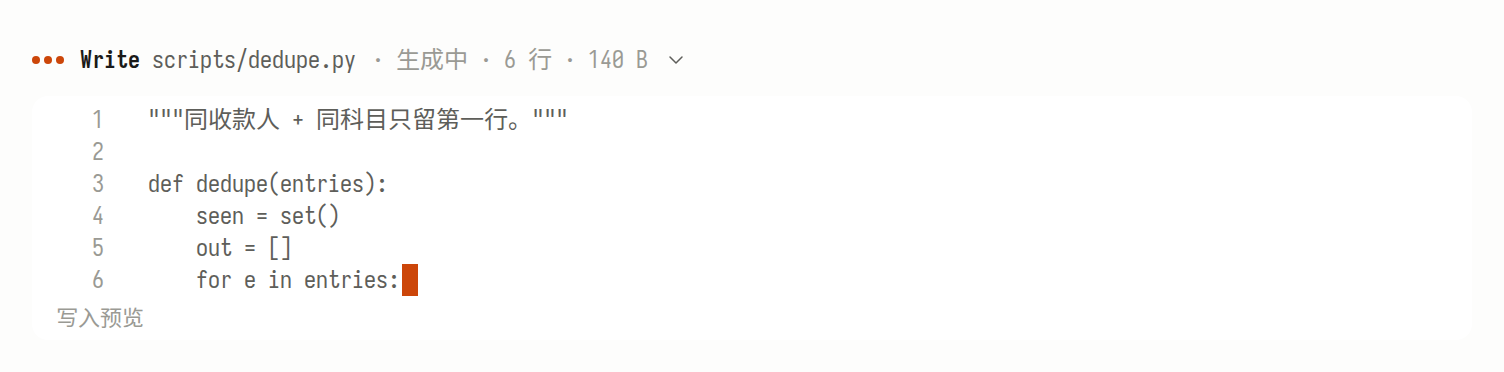 Write scripts/dedupe.py · 生成中 · 6 行 · 140 B
1 """同收款人 + 同科目只留第一行。"""
2
3 def dedupe(entries):
4     seen = set()
5     out = []
6     for e in entries:
写入预览